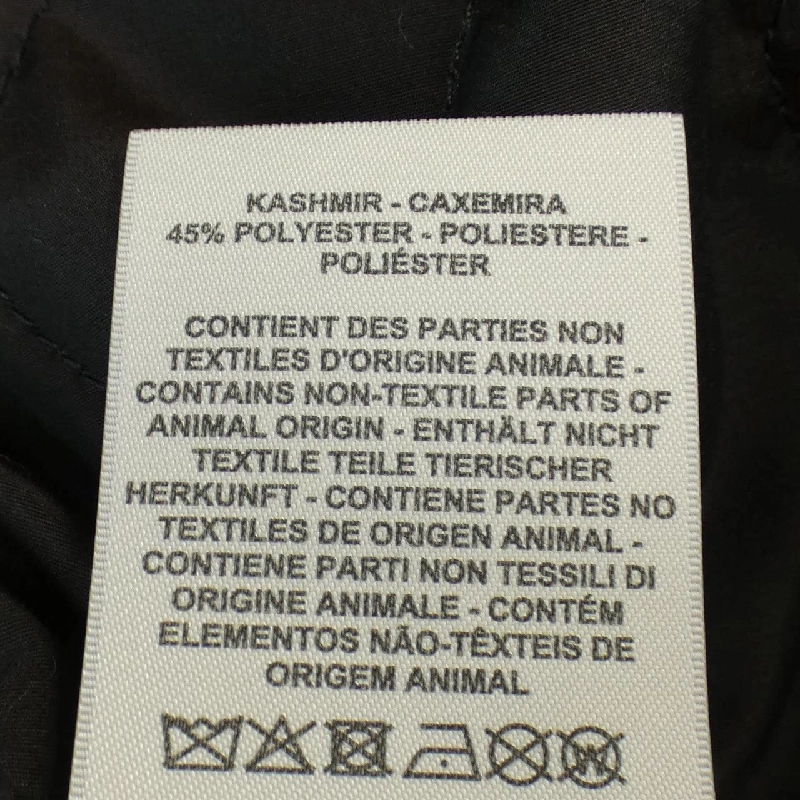 KASHMIR - CAXEMIRA
45% POLYESTER - POLIESTERE -
POLIÉSTER
CONTIENT DES PARTIES NON
TEXTILES D'ORIGINE ANIMALE -
CONTAINS NON-TEXTILE PARTS OF
ANIMAL ORIGIN - ENTHÄLT NICHT
TEXTILE TEILE TIERISCHER
HERKUNFT - CONTIENE PARTES NO
TEXTILES DE ORIGEN ANIMAL -
CONTIENE PARTI NON TESSILI DI
ORIGINE ANIMALE - CONTÉM
ELEMENTOS NÃO-TÊXTEIS DE
ORIGEM ANIMAL
W